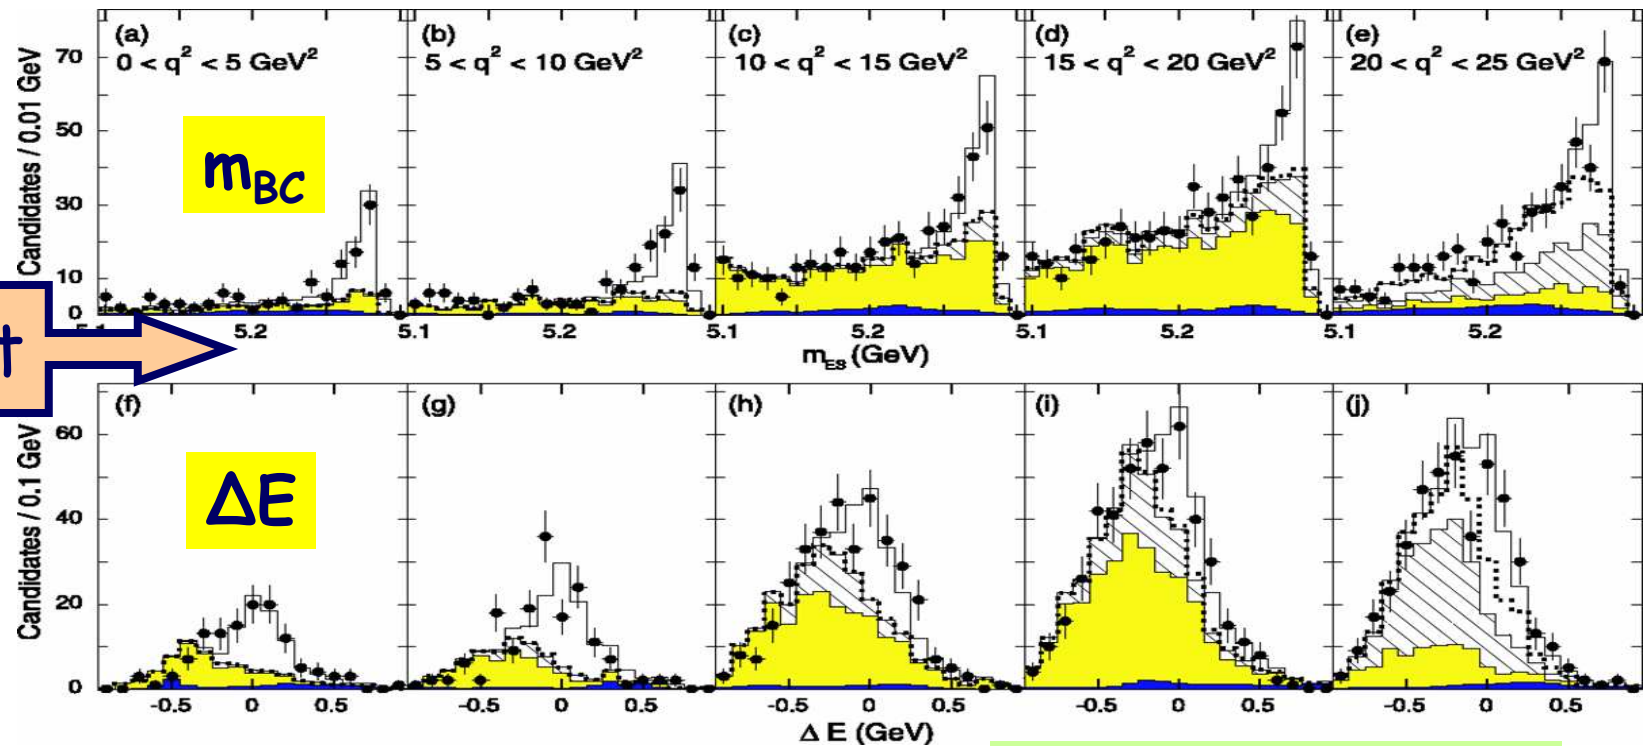 (a) (b) (c) (d) (e)
0 < q² < 5 GeV² 5 < q² < 10 GeV² 10 < q² < 15 GeV² 15 < q² < 20 GeV² 20 < q² < 25 GeV²
Candidates / 0.01 GeV
70
50
30
10
0
mBC
5.1 5.2 5.1 5.2 5.1 5.2 5.1 5.2 5.1 5.2
mES (GeV)
t
(f) (g) (h) (i) (j)
Candidates / 0.1 GeV
60
40
20
0
ΔE
-0.5 0 0.5 -0.5 0 0.5 -0.5 0 0.5 -0.5 0 0.5 -0.5 0 0.5
Δ E (GeV)